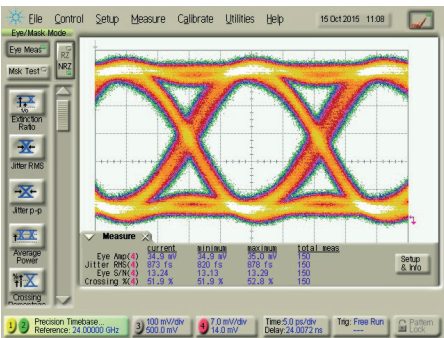 File Control Setup Measure Calibrate Utilities Help 15 Oct 2015 11:08
Eye/Mask Mode
Eye Meas
RZ
NRZ
Msk Test
Extinction
Ratio
Jitter RMS
Jitter p-p
Average
Power
Crossing
Measure
current minimum maximum total meas
Eye Amp(4) 34.9 mV 34.9 mV 35.0 mV 150
Jitter RMS(4) 873 fs 820 fs 878 fs 150
Eye S/N(4) 13.24 13.13 13.29 150
Crossing %(4) 51.9 % 51.9 % 52.8 % 150
Setup
& Info
1 2 Precision Timebase...
Reference: 24.00000 GHz
3 100 mV/div
500.0 mV
4 7.0 mV/div
14.0 mV
Time:5.0 ps/div
Delay:24.0072 ns
Trig: Free Run
Pattern
Lock